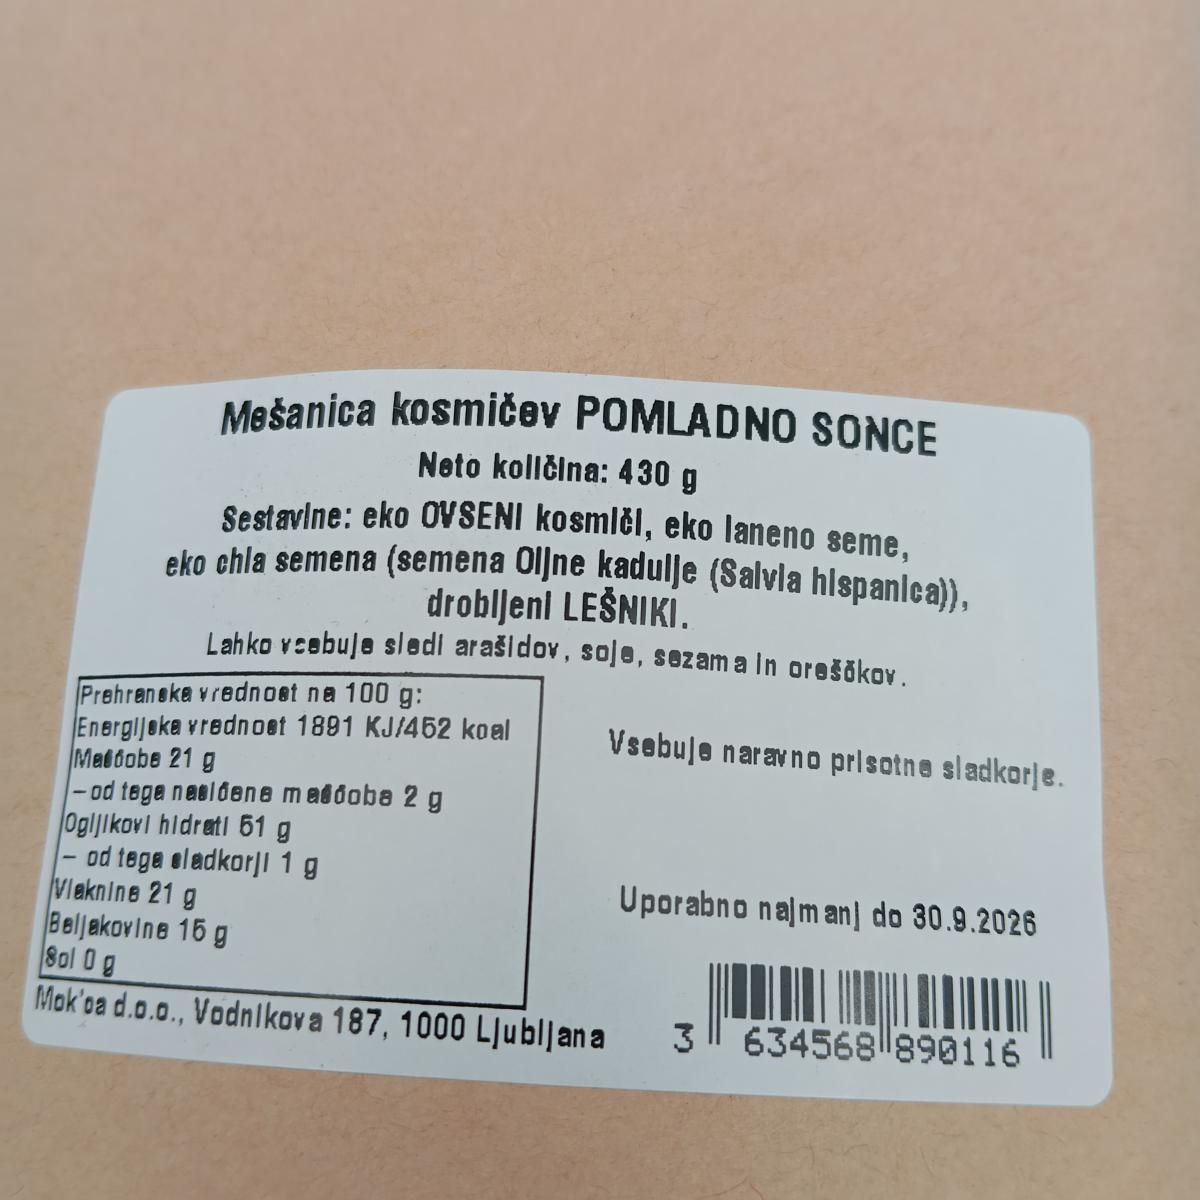 Mešanica kosmičev POMLADNO SONCE
Neto količina: 430 g
Sestavine: eko OVSENI kosmiči, eko laneno seme,
eko chia semena (semena Oljne kadulje (Salvia hispanica)),
drobljeni LEŠNIKI.
Lahko vsebuje sledi arašidov, soje, sezama in oreščkov.
Prehranska vrednost na 100 g:
Energijska vrednost 1891 KJ/452 kcal
Maščobe 21 g
– od tega nasičene maščobe 2 g
Ogljikovi hidrati 51 g
– od tega sladkorji 1 g
Vlaknine 21 g
Beljakovine 15 g
Sol 0 g
Mok'ca d.o.o., Vodnikova 187, 1000 Ljubljana
Vsebuje naravno prisotne sladkorje.
Uporabno najmanj do 30.9.2026
3 634568 890116